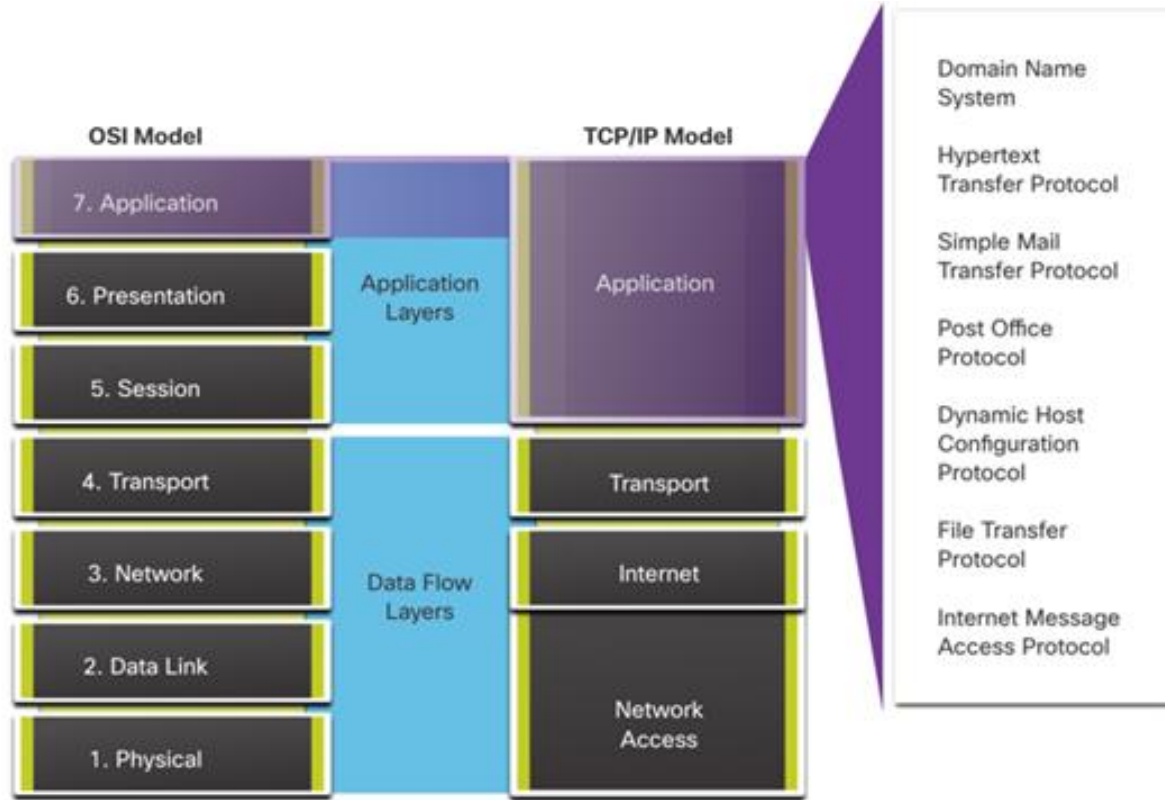 OSI Model
TCP/IP Model
7. Application
6. Presentation
5. Session
4. Transport
3. Network
2. Data Link
1. Physical
Application
Layers
Data Flow
Layers
Application
Transport
Internet
Network
Access
Domain Name
System
Hypertext
Transfer Protocol
Simple Mail
Transfer Protocol
Post Office
Protocol
Dynamic Host
Configuration
Protocol
File Transfer
Protocol
Internet Message
Access Protocol